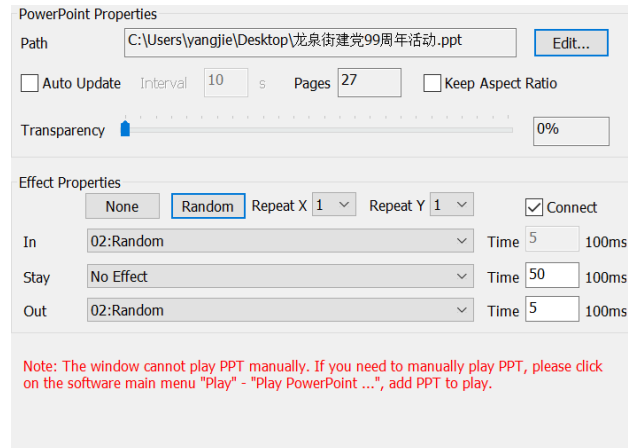 PowerPoint Properties
Path C:\Users\yangjie\Desktop\龙泉街建党99周年活动.ppt Edit...
Auto Update Interval 10 s Pages 27 Keep Aspect Ratio
Transparency 0%
Effect Properties
None Random Repeat X 1 Repeat Y 1 Connect
In 02:Random Time 5 100ms
Stay No Effect Time 50 100ms
Out 02:Random Time 5 100ms
Note: The window cannot play PPT manually. If you need to manually play PPT, please click
on the software main menu "Play" - "Play PowerPoint ...", add PPT to play.